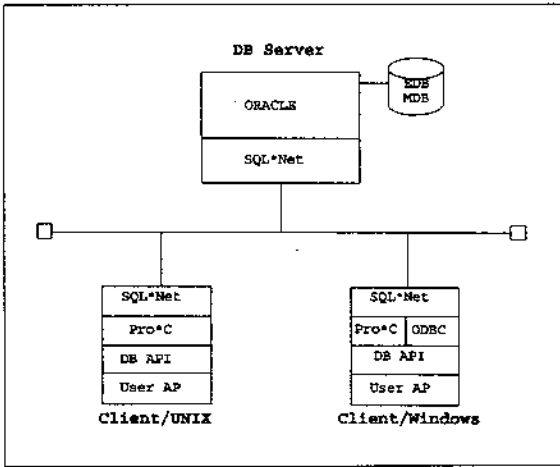 DB Server
EDB
MDB
ORACLE
SQL*Net
SQL*Net
Pro*C
DB API
User AP
Client/UNIX
SQL*Net
Pro*C
ODBC
DB API
User AP
Client/Windows